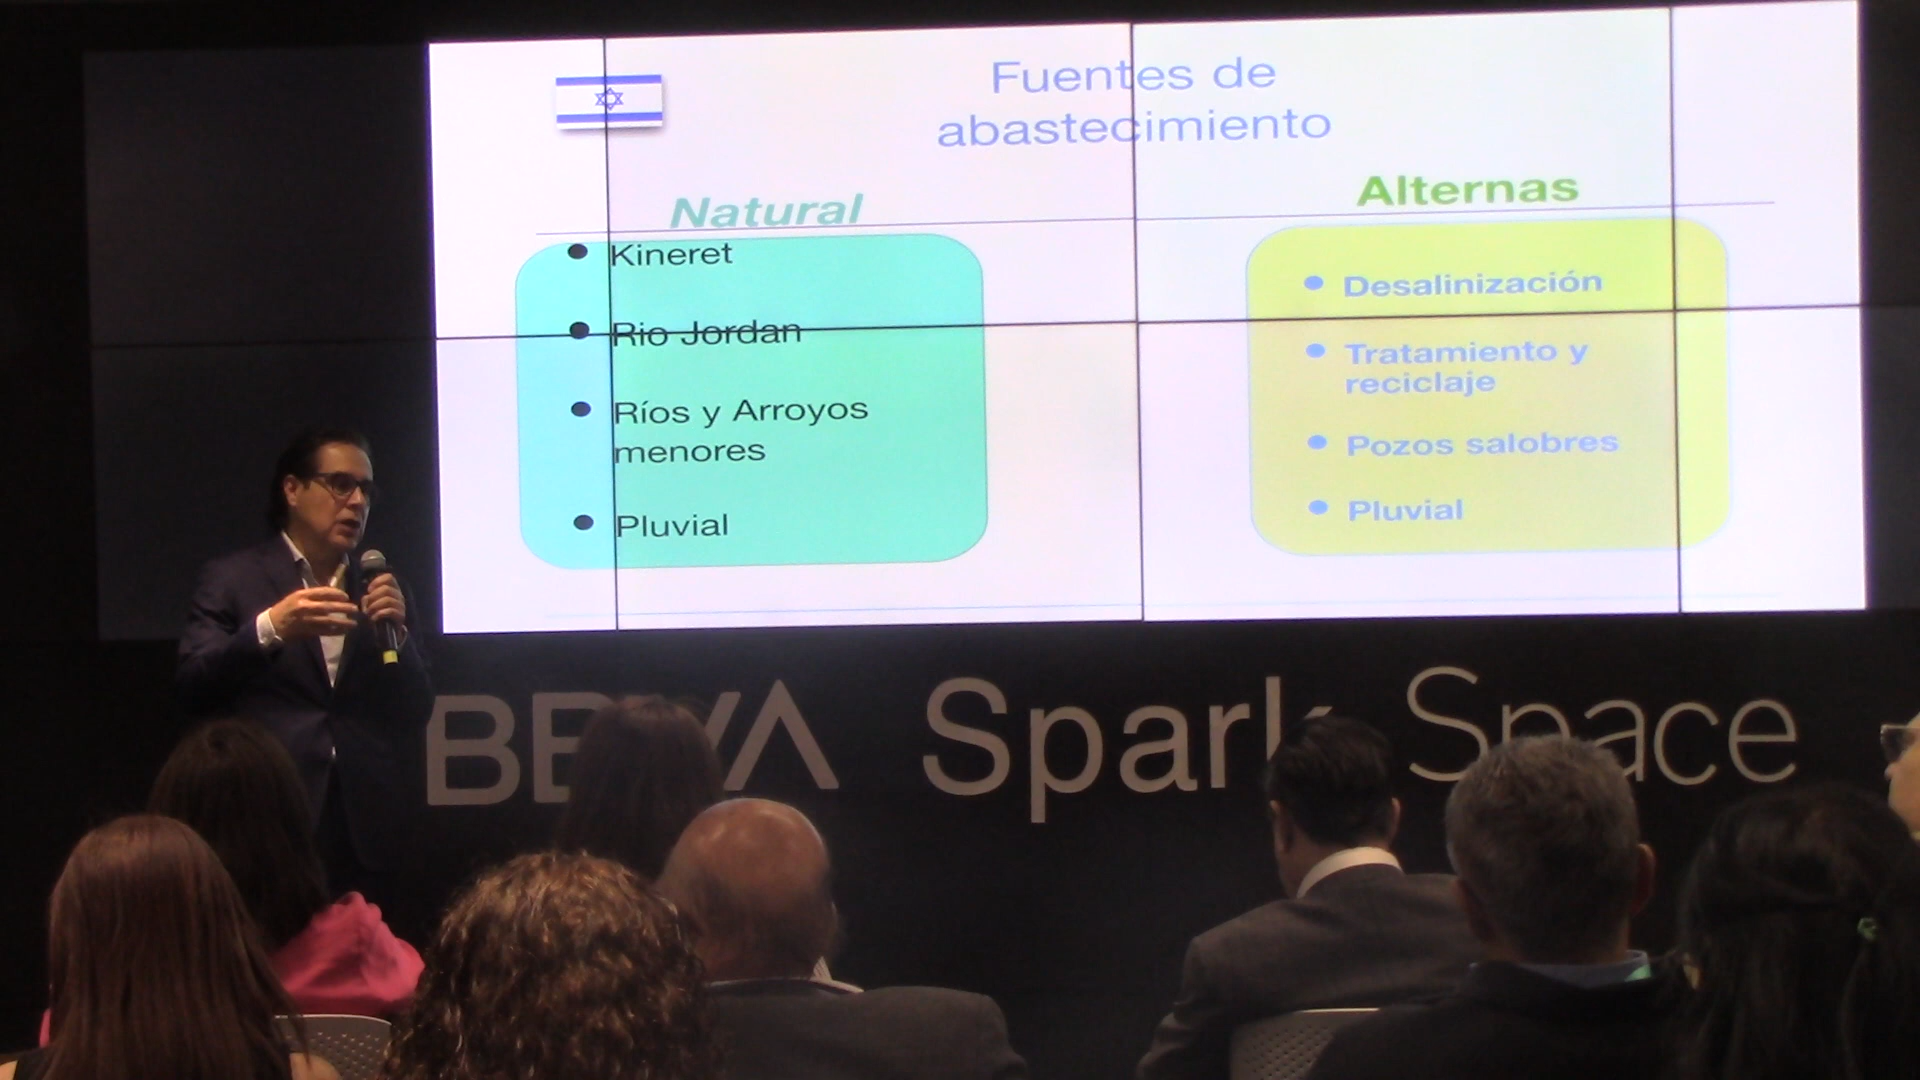 Fuentes de
abastecimiento
Natural
Kineret
Rio Jordan
Ríos y Arroyos
menores
Pluvial
Alternas
Desalinización
Tratamiento y
reciclaje
Pozos salobres
Pluvial
BBVA Spark Space